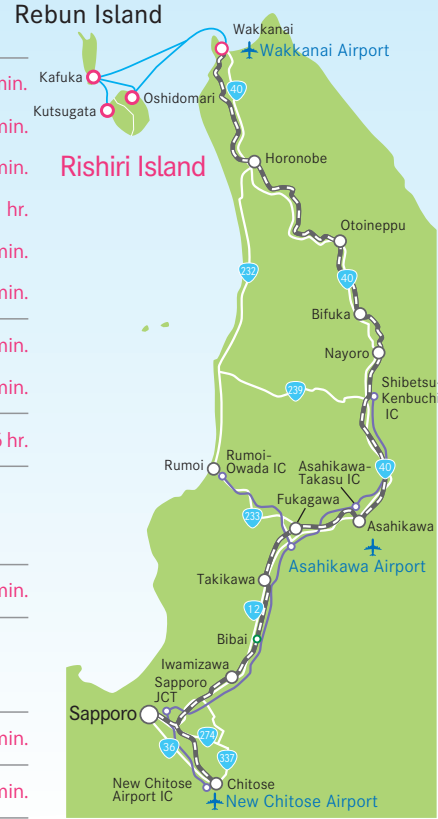 Rebun Island
Wakkanai
Wakkanai Airport
Kafuka
min.
Oshidomari
40
Kutsugata
min.
Horonobe
min.
Rishiri Island
hr.
Otoineppu
min.
232
40
min.
Bifuka
min.
Nayoro
min.
239
Shibetsu-
Kenbuchi
IC
hr.
Rumoi
Rumoi-
Owada IC
Asahikawa-
Takasu IC
40
Fukagawa
233
Asahikawa
Asahikawa Airport
Takikawa
min.
12
Bibai
Iwamizawa
Sapporo
JCT
Sapporo
274
36
min.
337
New Chitose
Airport IC
Chitose
min.
New Chitose Airport